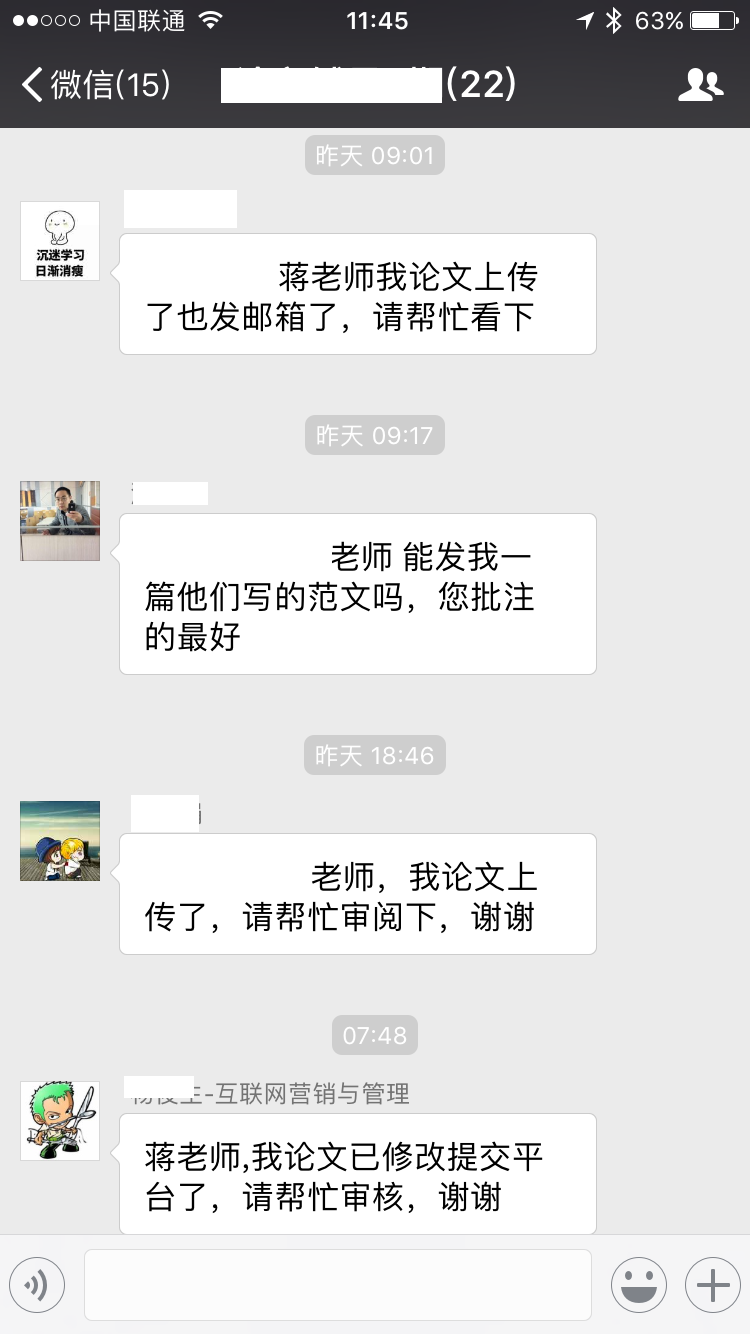 中国联通
11:45
63%
微信(15)
(22)
昨天 09:01
沉迷学习
日渐消瘦
蒋老师我论文上传
了也发邮箱了，请帮忙看下
昨天 09:17
老师 能发我一
篇他们写的范文吗，您批注
的最好
昨天 18:46
老师，我论文上
传了，请帮忙审阅下，谢谢
07:48
-互联网营销与管理
蒋老师,我论文已修改提交平
台了，请帮忙审核，谢谢